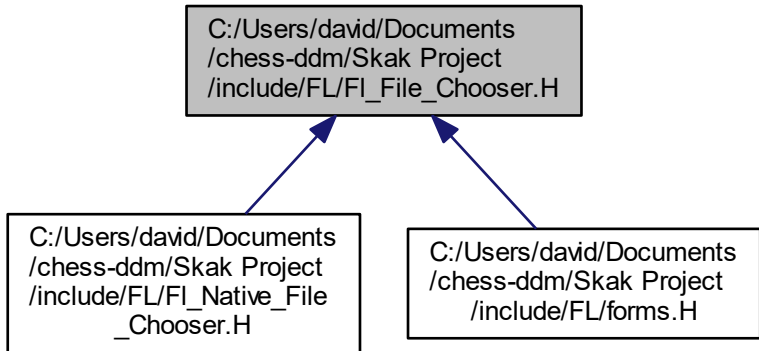 C:/Users/david/Documents
/chess-ddm/Skak Project
/include/FL/Fl_File_Chooser.H
C:/Users/david/Documents
/chess-ddm/Skak Project
/include/FL/Fl_Native_File
_Chooser.H
C:/Users/david/Documents
/chess-ddm/Skak Project
/include/FL/forms.H